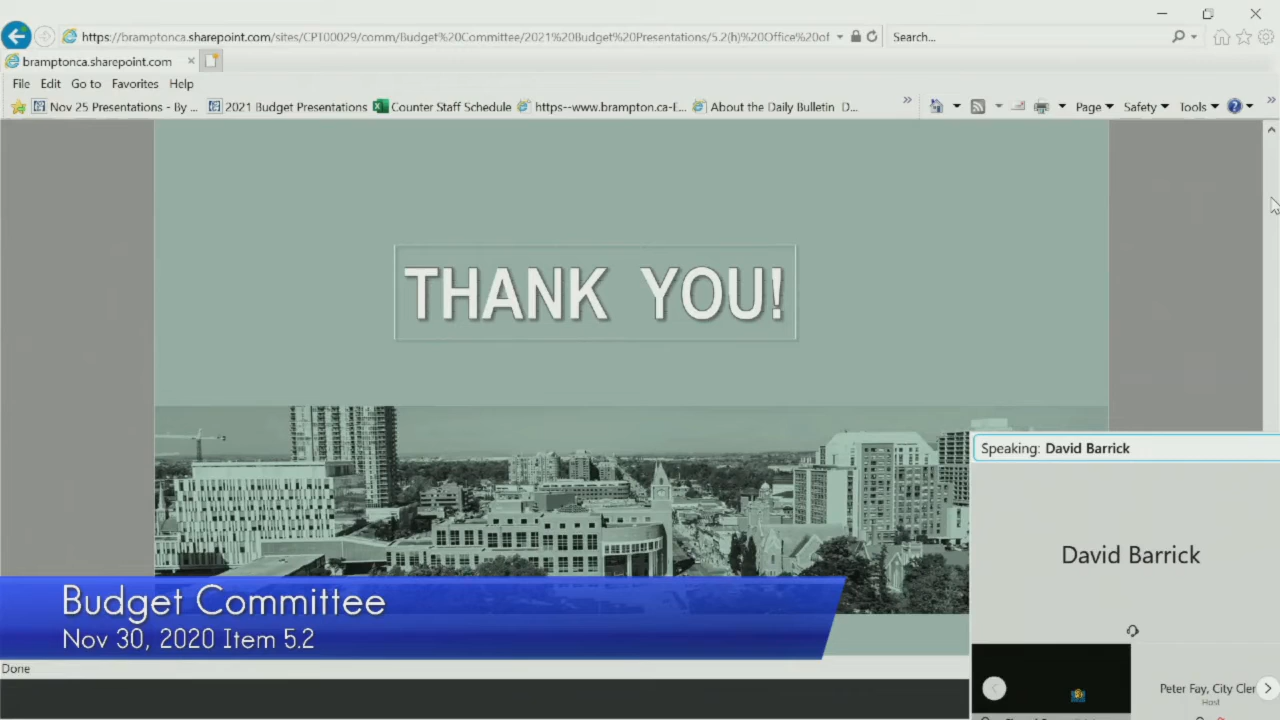 https://bramptonca.sharepoint.com/sites/CPT00029/comm/Budget%20Committee/2021%20Budget%20Presentations/5.2(h)%20Office%20of
Search...
bramptonca.sharepoint.com
File Edit Go to Favorites Help
Nov 25 Presentations - By ... 2021 Budget Presentations Counter Staff Schedule https--www.brampton.ca-E... About the Daily Bulletin D... Page Safety Tools
THANK YOU!
Speaking: David Barrick
David Barrick
Budget Committee
Nov 30, 2020 Item 5.2
Done
Peter Fay, City Cler
Host